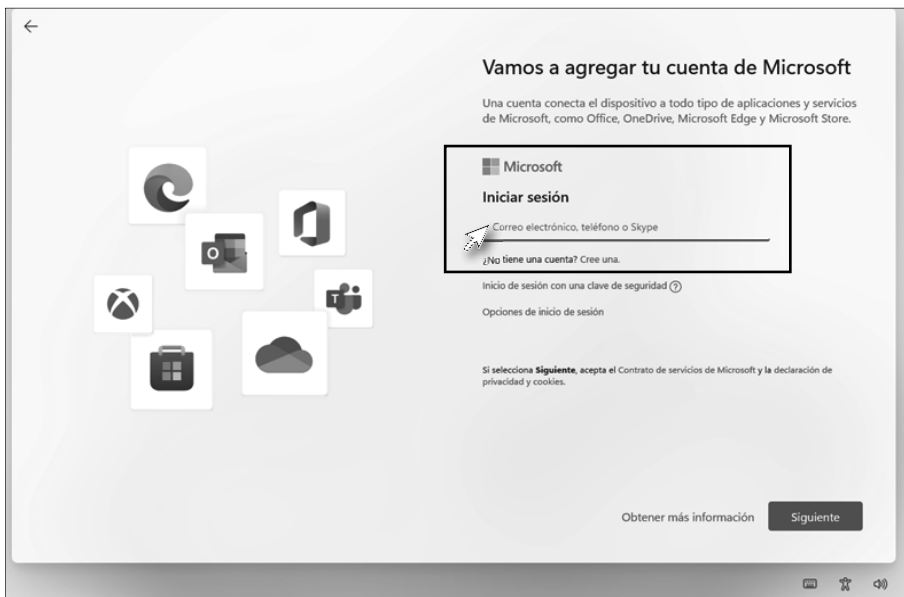 Vamos a agregar tu cuenta de Microsoft
Una cuenta conecta el dispositivo a todo tipo de aplicaciones y servicios
de Microsoft, como Office, OneDrive, Microsoft Edge y Microsoft Store.
Microsoft
Iniciar sesión
Correo electrónico, teléfono o Skype
¿No tiene una cuenta? Cree una.
Inicio de sesión con una clave de seguridad ?
Opciones de inicio de sesión
Si selecciona Siguiente, acepta el Contrato de servicios de Microsoft y la declaración de
privacidad y cookies.
Obtener más información Siguiente